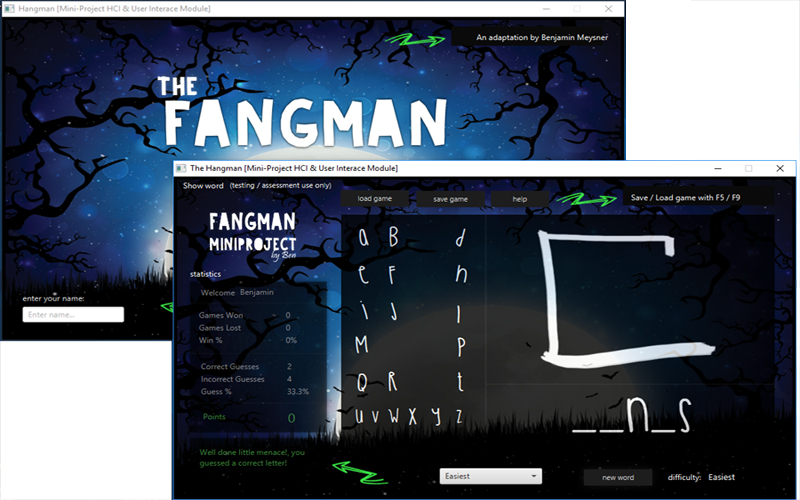 Hangman [Mini-Project HCI & User Interace Module]
An adaptation by Benjamin Meysner
THE
FANGMAN
enter your name:
Enter name...
The Hangman [Mini-Project HCI & User Interace Module]
Show word (testing / assessment use only)
load game
save game
help
Save / Load game with F5 / F9
FANGMAN
MINIPROJECT
by Ben
statistics
Welcome Benjamin
Games Won - 0
Games Lost 0
Win % 0%
Correct Guesses 2
Incorrect Guesses 4
Guess % 33.3%
Points 0
Well done little menace!, you
guessed a correct letter!
a B d
e F h
i J l
M P
Q R t
U V W X Y Z
__n_s
Easiest
new word
difficulty: Easiest